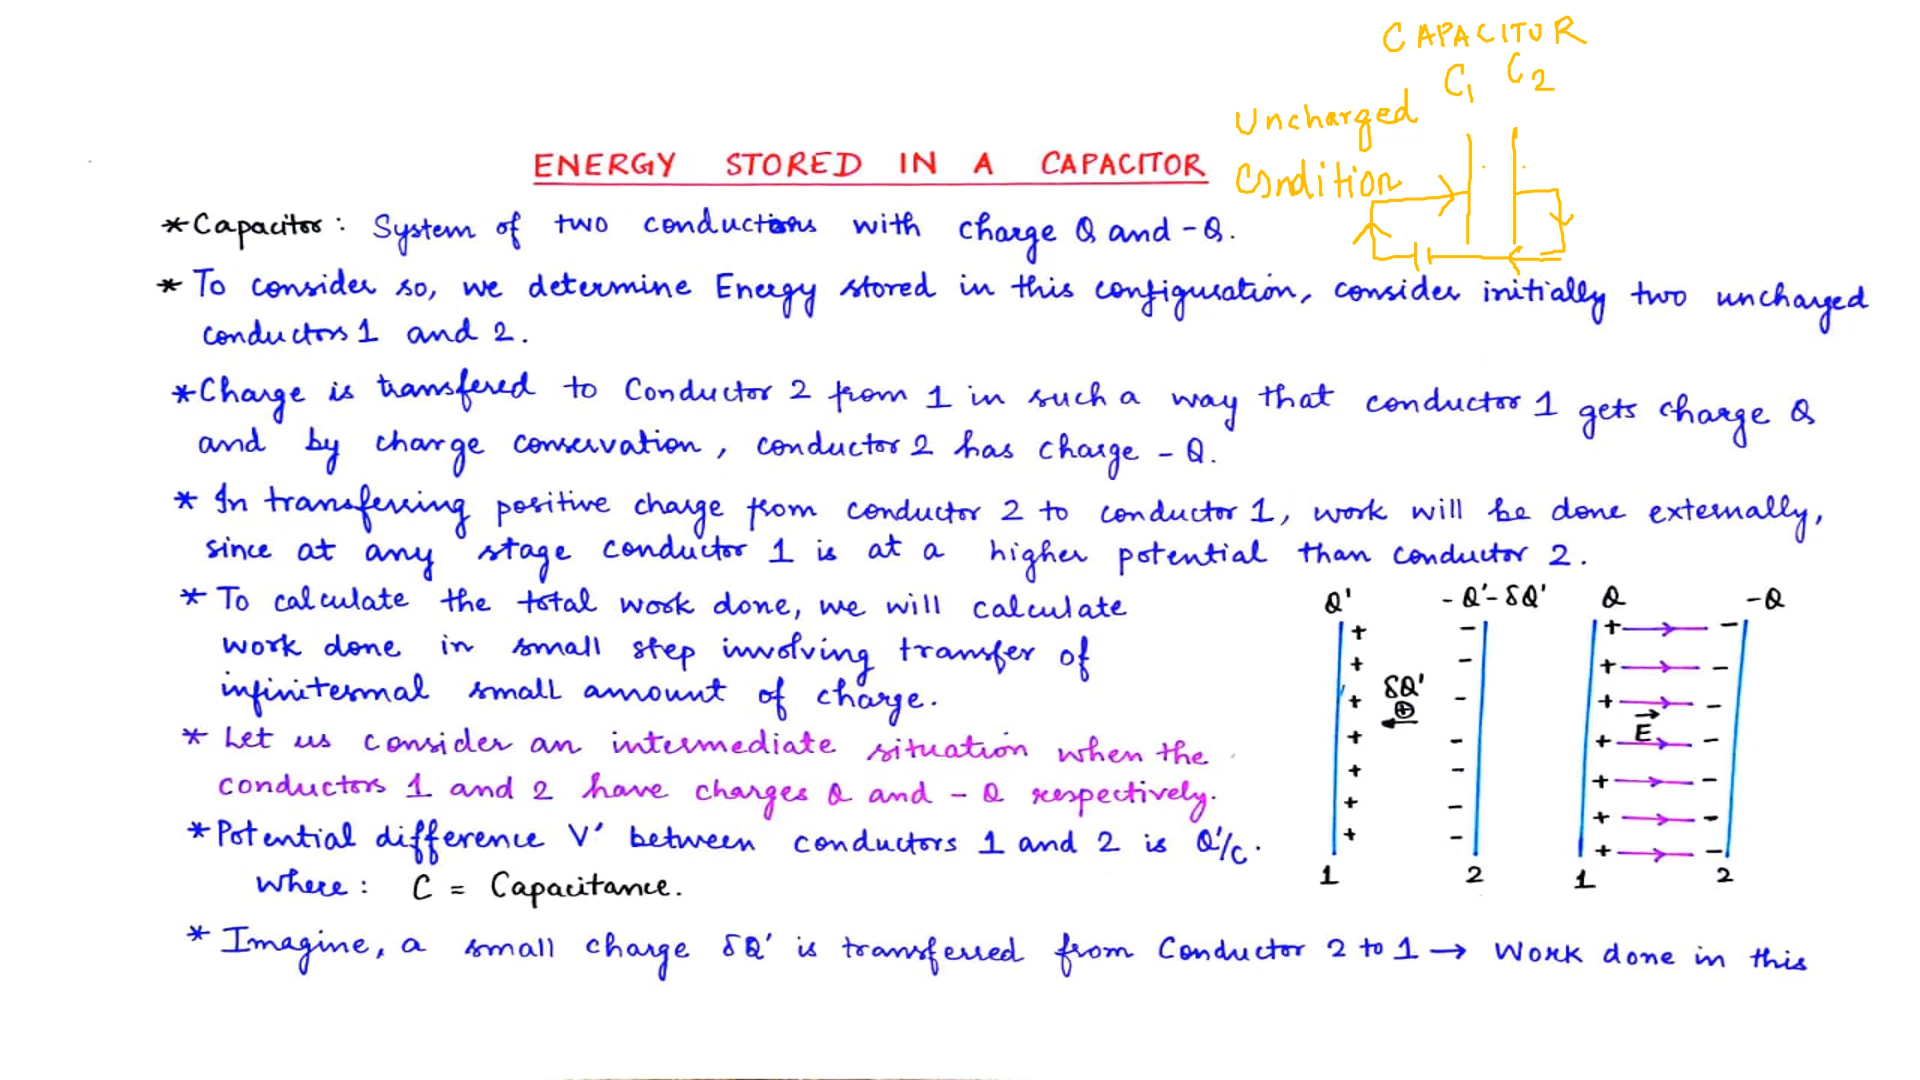 CAPACITOR
C1 C2
Uncharged
Condition
ENERGY STORED IN A CAPACITOR
* Capacitor: System of two conductors with charge Q and -Q.
* To consider so, we determine Energy stored in this configuration, consider initially two uncharged
conductors 1 and 2.
* Charge is transfered to Conductor 2 from 1 in such a way that conductor 1 gets charge Q
and by charge conservation, conductor 2 has charge - Q.
* In transferring positive charge from conductor 2 to conductor 1, work will be done externally,
since at any stage conductor 1 is at a higher potential than conductor 2.
* To calculate the total work done, we will calculate
work done in small step involving transfer of
infinitesmal small amount of charge.
* Let us consider an intermediate situation when the
conductors 1 and 2 have charges Q and - Q respectively.
* Potential difference V' between conductors 1 and 2 is Q'/C.
where: C = Capacitance.
Q' - Q' - δQ' Q -Q
δQ'
E
1 2 1 2
* Imagine, a small charge δQ' is transferred from Conductor 2 to 1 → Work done in this